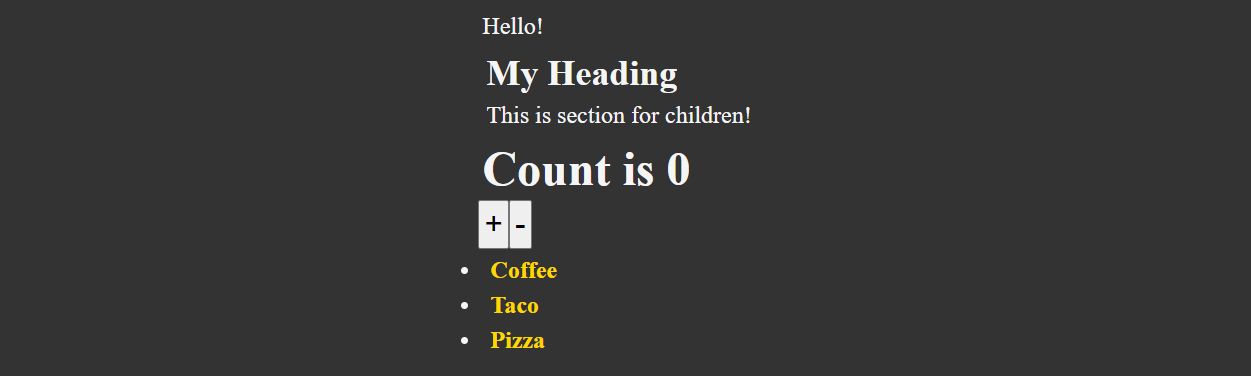 Hello!
My Heading
This is section for children!
Count is 0
+ -
Coffee
Taco
Pizza